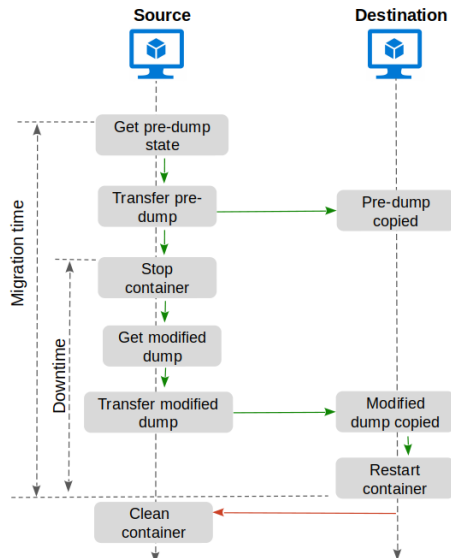 Source
Destination
Get pre-dump
state
Transfer pre-
dump
Pre-dump
copied
Migration time
Stop
container
Downtime
Get modified
dump
Transfer modified
dump
Modified
dump copied
Restart
container
Clean
container